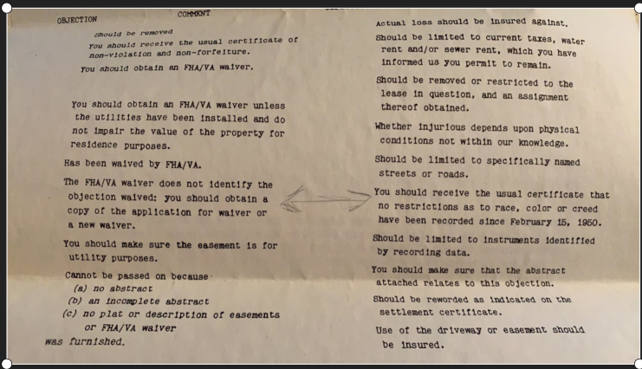 OBJECTION
COMMENT
Should be removed
You should receive the usual certificate of
non-violation and non-forfeiture.
You should obtain an FHA/VA waiver.
You should obtain an FHA/VA waiver unless
the utilities have been installed and do
not impair the value of the property for
residence purposes.
Has been waived by FHA/VA.
The FHA/VA waiver does not identify the
objection waived; you should obtain a
copy of the application for waiver or
a new waiver.
You should make sure the easement is for
utility purposes.
Cannot be passed on because
(a) no abstract
(b) an incomplete abstract
(c) no plat or description of easements
or FHA/VA waiver
was furnished.
Actual loss should be insured against.
Should be limited to current taxes, water
rent and/or sewer rent, which you have
informed us you permit to remain.
Should be removed or restricted to the
lease in question, and an assignment
thereof obtained.
Whether injurious depends upon physical
conditions not within our knowledge.
Should be limited to specifically named
streets or roads.
You should receive the usual certificate that
no restrictions as to race, color or creed
have been recorded since February 15, 1950.
Should be limited to instruments identified
by recording data.
You should make sure that the abstract
attached relates to this objection.
Should be reworded as indicated on the
settlement certificate.
Use of the driveway or easement should
be insured.